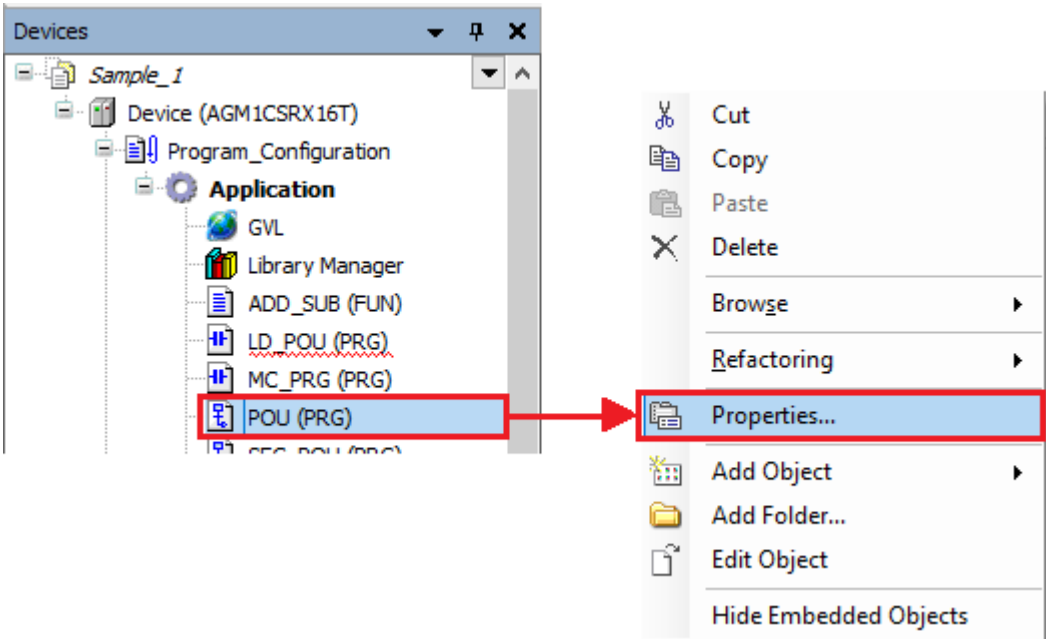 Devices
Sample_1
Device (AGM1CSRX16T)
Program_Configuration
Application
GVL
Library Manager
ADD_SUB (FUN)
LD_POU (PRG)
MC_PRG (PRG)
POU (PRG)
Cut
Copy
Paste
Delete
Browse
Refactoring
Properties...
Add Object
Add Folder...
Edit Object
Hide Embedded Objects